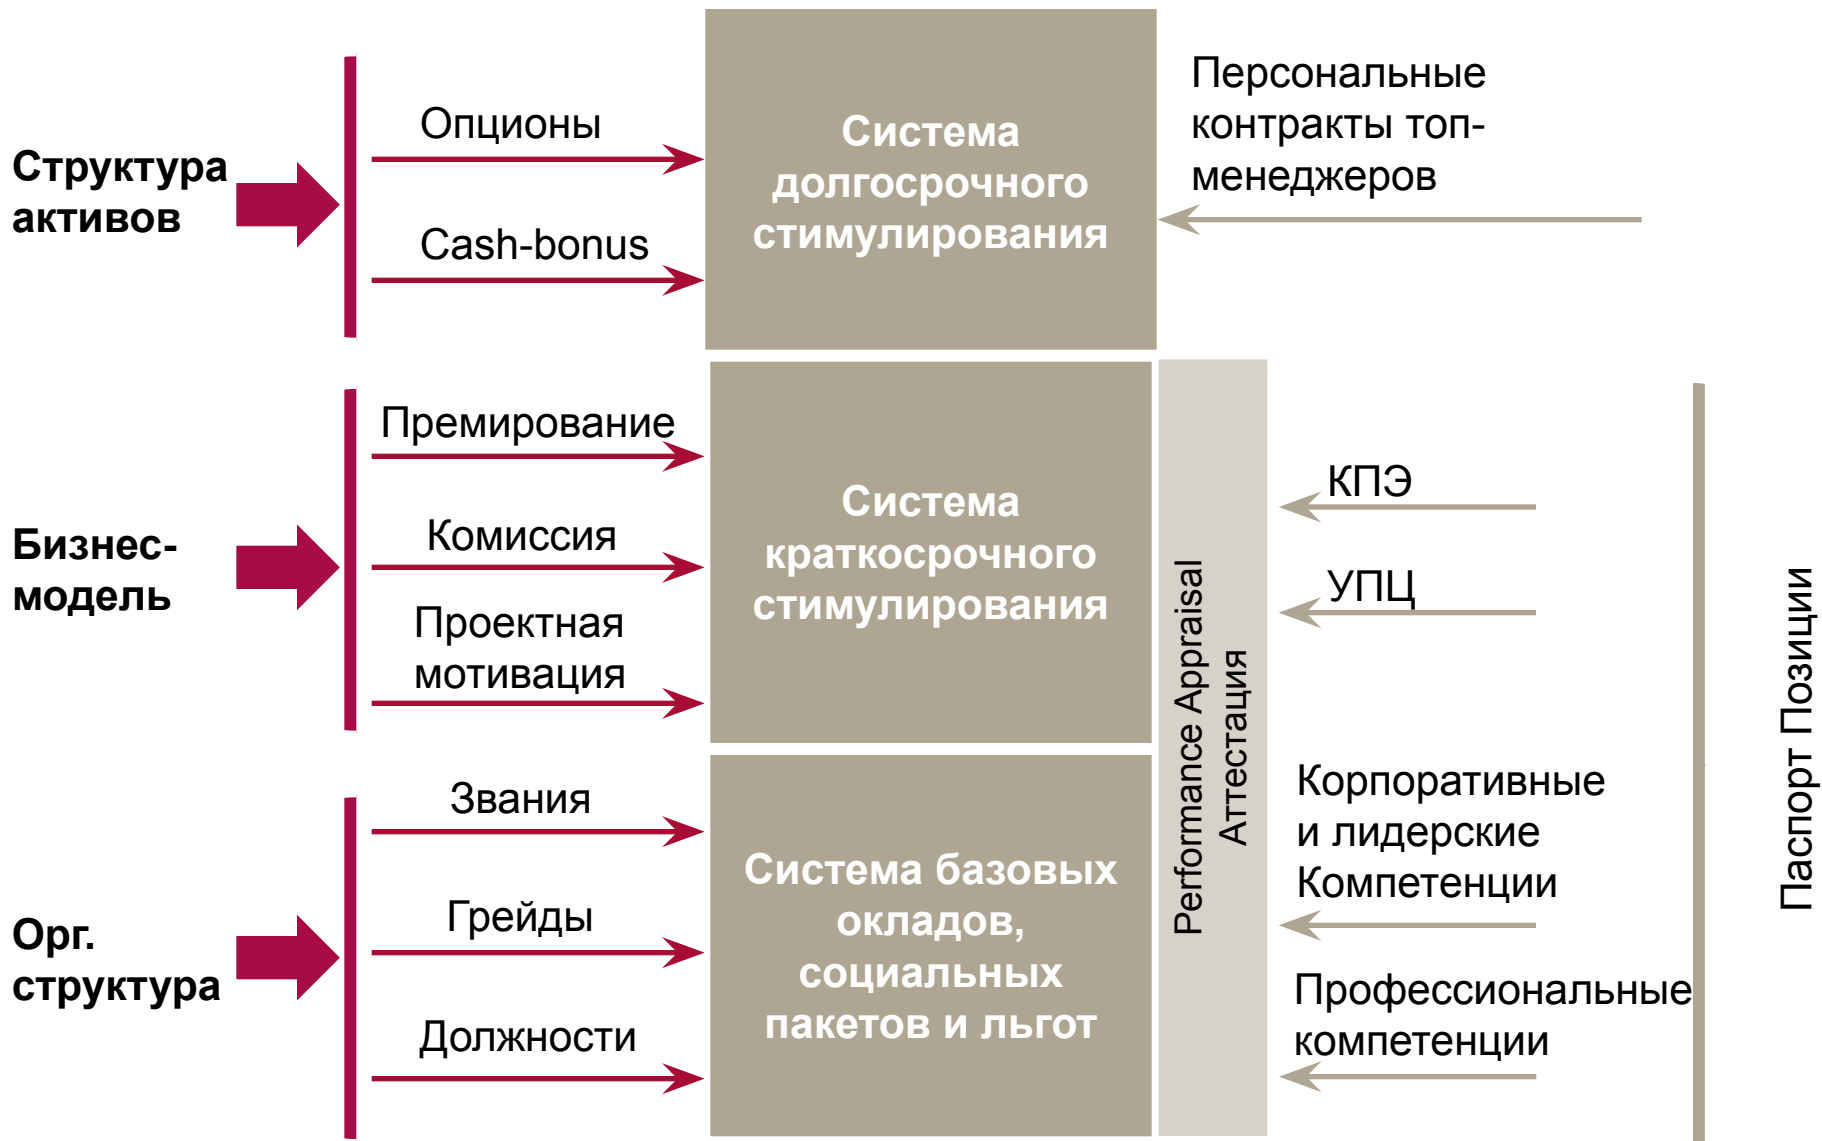 Структура
активов
Опционы
Cash-bonus
Система
долгосрочного
стимулирования
Персональные
контракты топ-
менеджеров
Бизнес-
модель
Премирование
Комиссия
Проектная
мотивация
Система
краткосрочного
стимулирования
Performance Appraisal
Аттестация
КПЭ
УПЦ
Паспорт Позиции
Орг.
структура
Звания
Грейды
Должности
Система базовых
окладов,
социальных
пакетов и льгот
Корпоративные
и лидерские
Компетенции
Профессиональные
компетенции